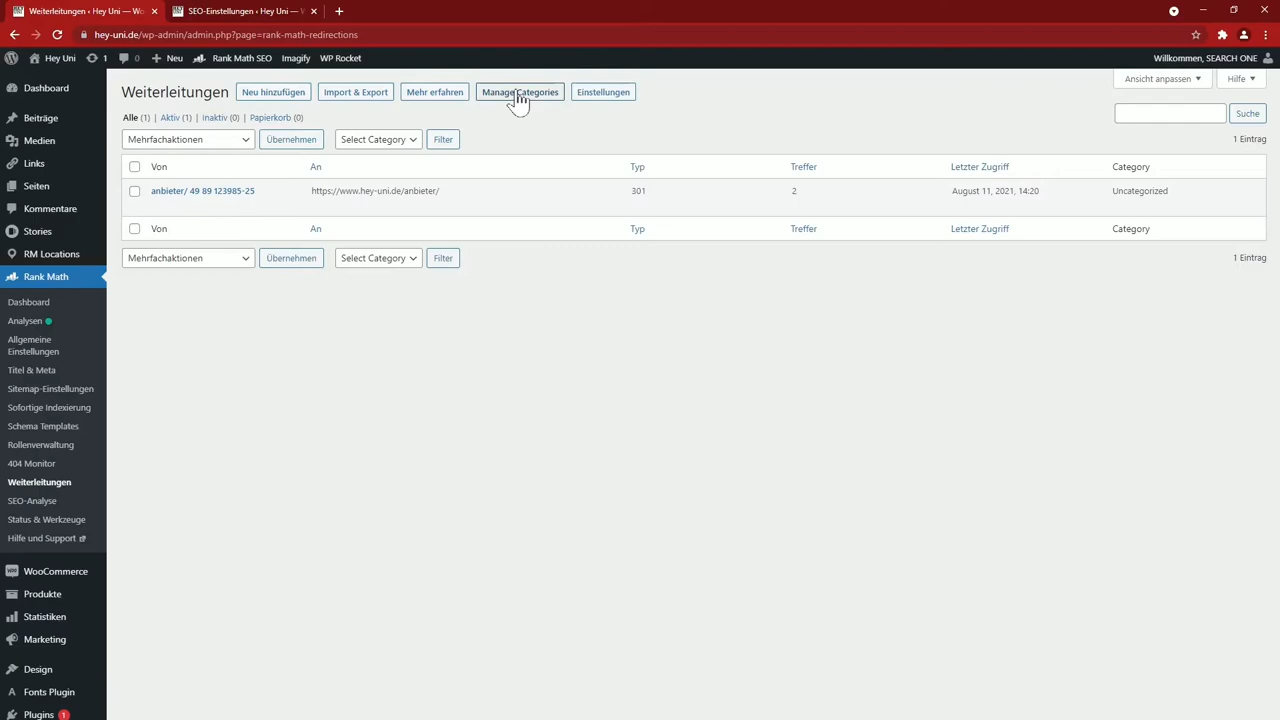 Weiterleitungen ‹ Hey Uni — Wo
SEO-Einstellungen ‹ Hey Uni — W
hey-uni.de/wp-admin/admin.php?page=rank-math-redirections
Hey Uni 1 0 Neu Rank Math SEO Imagify WP Rocket Willkommen, SEARCH ONE
Ansicht anpassen Hilfe
Dashboard
Beiträge
Medien
Links
Seiten
Kommentare
Stories
RM Locations
Rank Math
Dashboard
Analysen
Allgemeine
Einstellungen
Titel & Meta
Sitemap-Einstellungen
Sofortige Indexierung
Schema Templates
Rollenverwaltung
404 Monitor
Weiterleitungen
SEO-Analyse
Status & Werkzeuge
Hilfe und Support
WooCommerce
Produkte
Statistiken
Marketing
Design
Fonts Plugin
Plugins 1
Weiterleitungen Neu hinzufügen Import & Export Mehr erfahren Manage Categories Einstellungen
Alle (1) | Aktiv (1) | Inaktiv (0) | Papierkorb (0)
Suche
Mehrfachaktionen Übernehmen Select Category Filter 1 Eintrag
Von An Typ Treffer Letzter Zugriff Category
anbieter/ 49 89 123985-25 https://www.hey-uni.de/anbieter/ 301 2 August 11, 2021, 14:20 Uncategorized
Von An Typ Treffer Letzter Zugriff Category
Mehrfachaktionen Übernehmen Select Category Filter 1 Eintrag